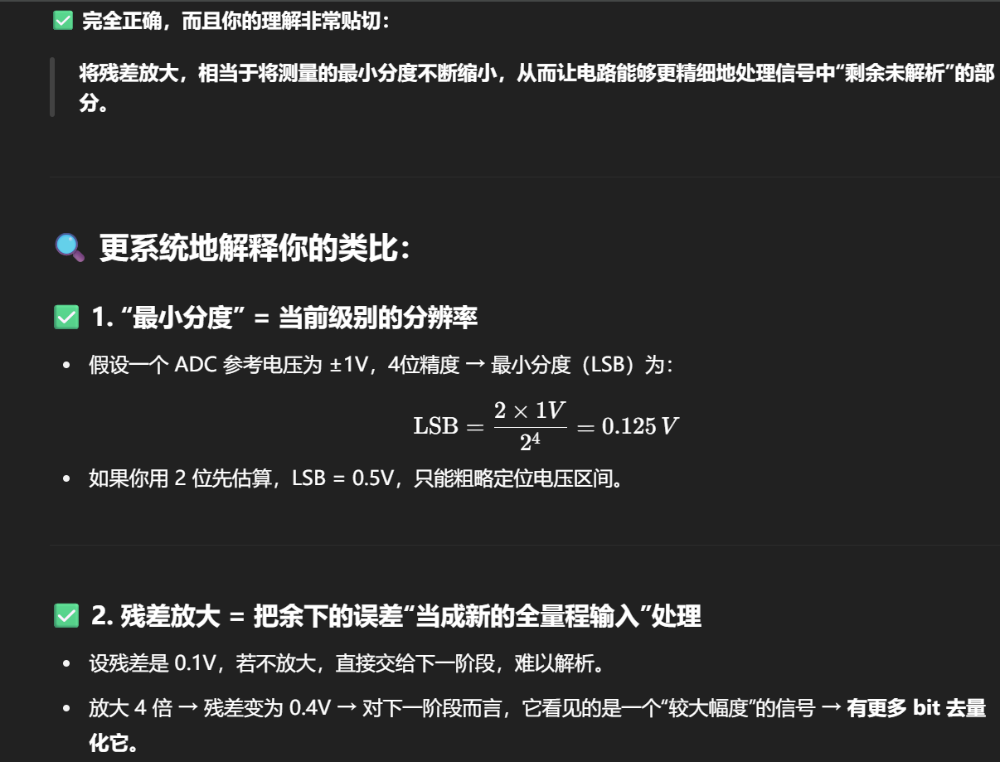 ✅ 完全正确，而且你的理解非常贴切：
将残差放大，相当于将测量的最小分度不断缩小，从而让电路能够更精细地处理信号中“剩余未解析”的部
分。
🔍 更系统地解释你的类比：
✅ 1. “最小分度” = 当前级别的分辨率
• 假设一个 ADC 参考电压为 ±1V，4位精度 → 最小分度（LSB）为：
LSB = \frac{2 × 1V}{2^4} = 0.125 V
• 如果你用 2 位先估算，LSB = 0.5V，只能粗略定位电压区间。
✅ 2. 残差放大 = 把余下的误差“当成新的全量程输入”处理
• 设残差是 0.1V，若不放大，直接交给下一阶段，难以解析。
• 放大 4 倍 → 残差变为 0.4V → 对下一阶段而言，它看见的是一个“较大幅度”的信号 → 有更多 bit 去量
化它。